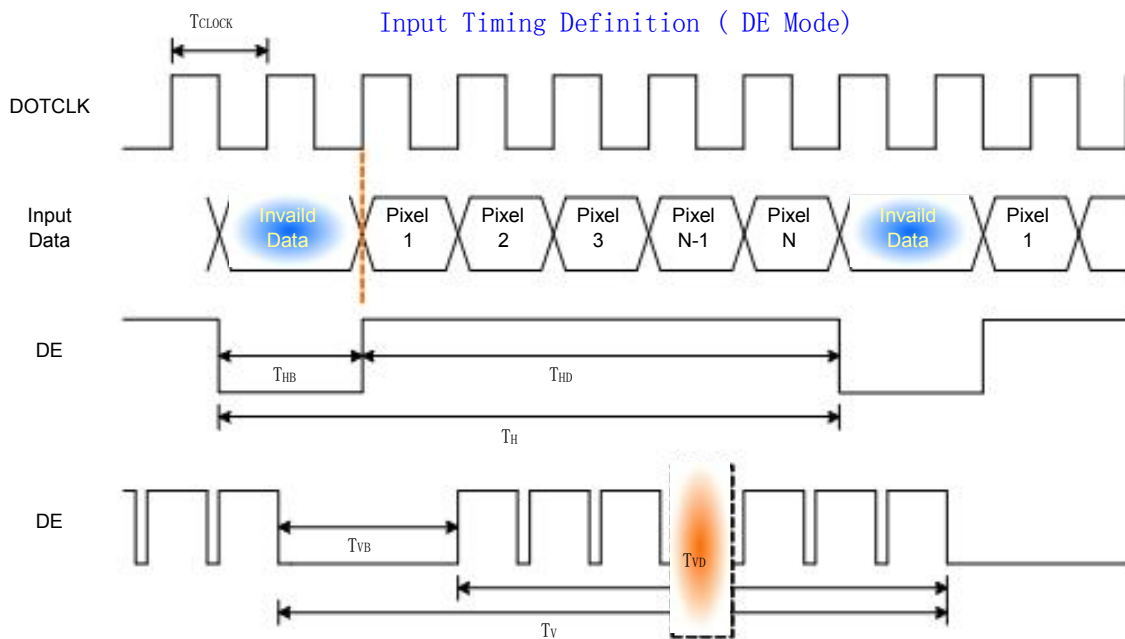 Input Timing Definition ( DE Mode)
TCLOCK
DOTCLK
Input
Data
Invaild
Data
Pixel
1
Pixel
2
Pixel
3
Pixel
N-1
Pixel
N
Invaild
Data
Pixel
1
DE
THB
THD
TH
DE
TVB
TVD
TV